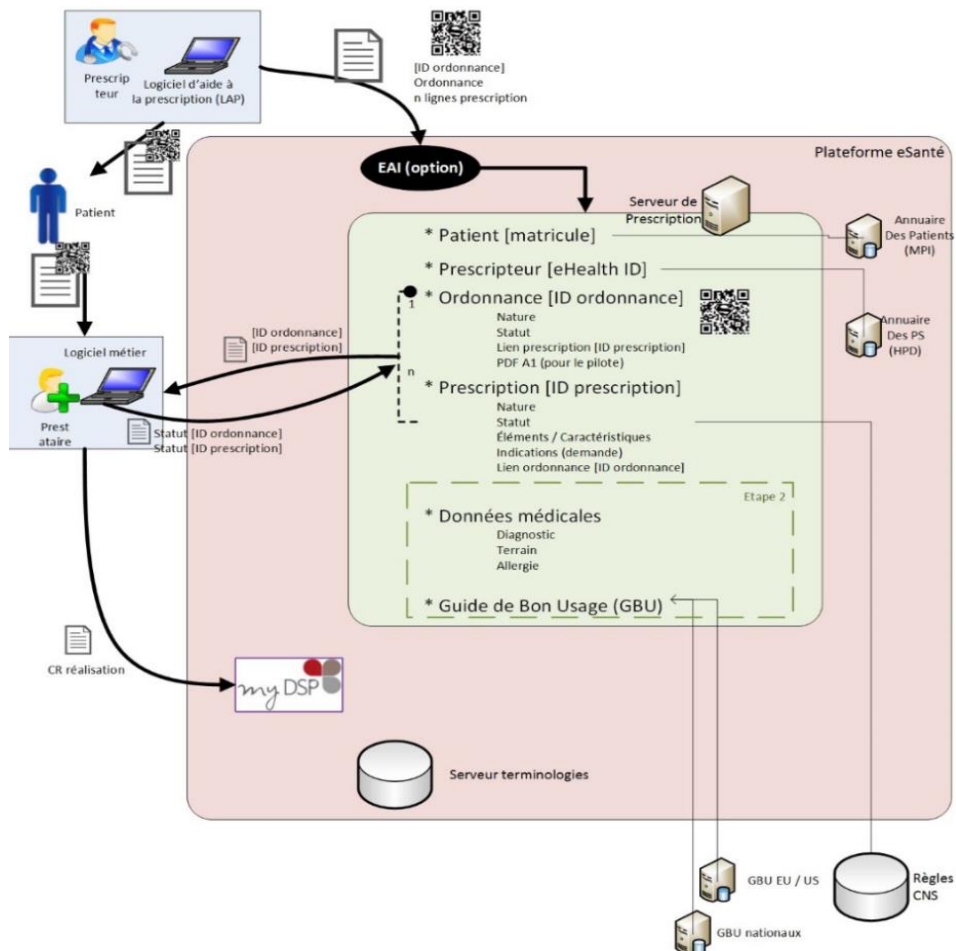 Prescrip
teur
Logiciel d'aide à
la prescription (LAP)
[ID ordonnance]
Ordonnance
n lignes prescription
Plateforme eSanté
EAI (option)
Patient
Serveur de
Prescription
Annuaire
Des Patients
(MPI)
* Patient [matricule]
* Prescripteur [eHealth ID]
* Ordonnance [ID ordonnance]
1
Nature
Statut
Lien prescription [ID prescription]
PDF A1 (pour le pilote)
Annuaire
Des PS
(HPD)
[ID ordonnance]
[ID prescription]
n
* Prescription [ID prescription]
Nature
Statut
Éléments / Caractéristiques
Indications (demande)
Lien ordonnance [ID ordonnance]
Logiciel métier
Prest
ataire
Statut [ID ordonnance]
Statut [ID prescription]
Etape 2
* Données médicales
Diagnostic
Terrain
Allergie
* Guide de Bon Usage (GBU)
CR réalisation
my DSP
Serveur terminologies
GBU EU / US
Règles
CNS
GBU nationaux